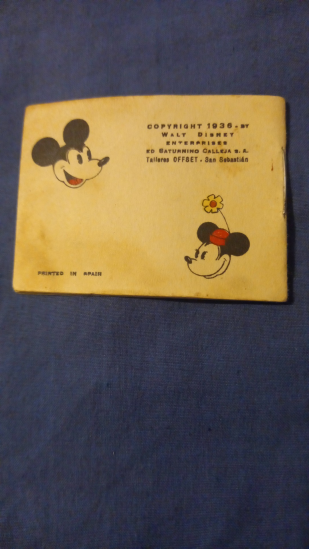 COPYRIGHT 1936 - BY
WALT DISNEY
ENTERPRISES
ED SATURNINO CALLEJA S. A.
Talleres OFFSET - San Sebastián
PRINTED IN SPAIN